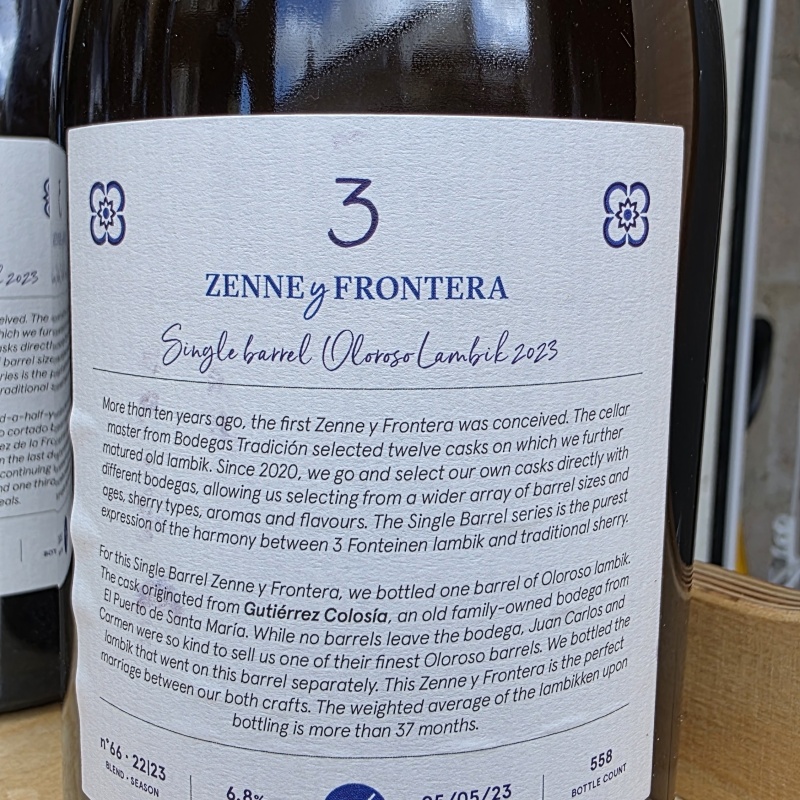 3
ZENNE y FRONTERA
Single barrel Oloroso Lambik 2023
More than ten years ago, the first Zenne y Frontera was conceived. The cellar
master from Bodegas Tradición selected twelve casks on which we further
matured old lambik. Since 2020, we go and select our own casks directly with
different bodegas, allowing us selecting from a wider array of barrel sizes and
ages, sherry types, aromas and flavours. The Single Barrel series is the purest
expression of the harmony between 3 Fonteinen lambik and traditional sherry.
For this Single Barrel Zenne y Frontera, we bottled one barrel of Oloroso lambik.
The cask originated from Gutiérrez Colosía, an old family-owned bodega from
El Puerto de Santa María. While no barrels leave the bodega, Juan Carlos and
Carmen were so kind to sell us one of their finest Oloroso barrels. We bottled the
lambik that went on this barrel separately. This Zenne y Frontera is the perfect
marriage between our both crafts. The weighted average of the lambikken upon
bottling is more than 37 months.
n°66 · 22|23
BLEND · SEASON
6.8%
05/05/23
558
BOTTLE COUNT
2023